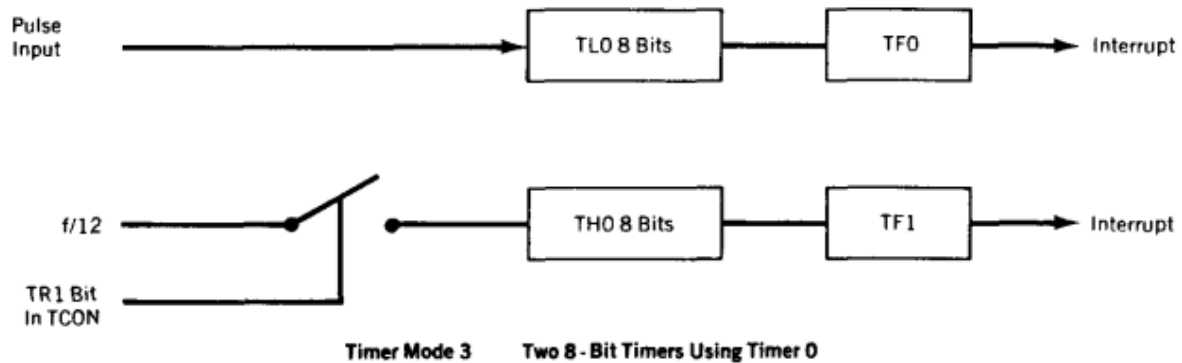 Pulse
Input
TL0 8 Bits
TF0
Interrupt
f/12
TH0 8 Bits
TF1
Interrupt
TR1 Bit
In TCON
Timer Mode 3 Two 8-Bit Timers Using Timer 0